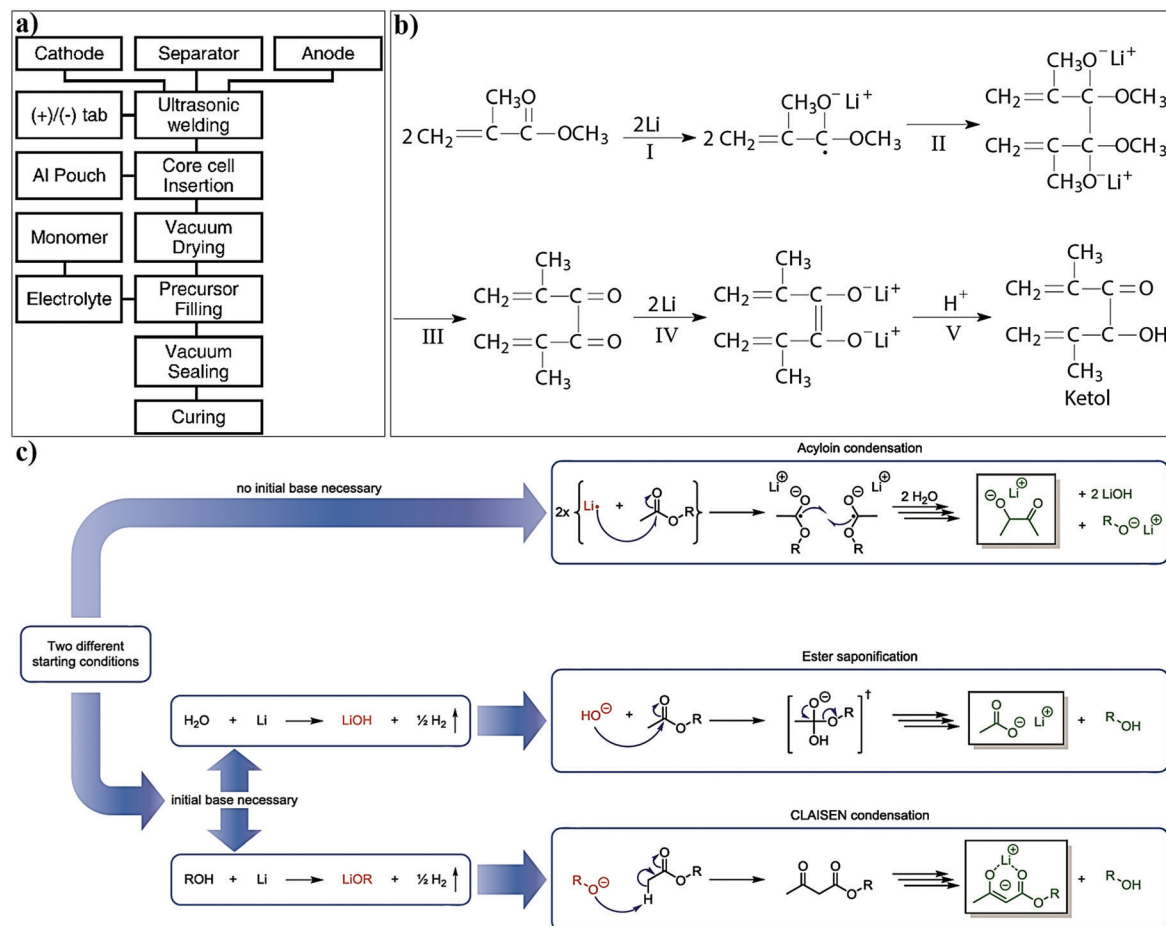 a)
Cathode
Separator
Anode
(+)/(-) tab
Ultrasonic
welding
Al Pouch
Core cell
Insertion
Monomer
Vacuum
Drying
Electrolyte
Precursor
Filling
Vacuum
Sealing
Curing
b)
2 CH₂=C–C–OCH₃
CH₃O
2Li
I
2 CH₂=C–C–OCH₃
CH₃O⁻Li⁺
II
CH₃O⁻Li⁺
CH₂=C–C–OCH₃
CH₂=C–C–OCH₃
CH₃O⁻Li⁺
III
CH₃
CH₂=C–C=O
CH₂=C–C=O
CH₃
2Li
IV
CH₃
CH₂=C–C–O⁻Li⁺
CH₂=C–C–O⁻Li⁺
CH₃
H⁺
V
CH₃
CH₂=C–C=O
CH₂=C–C–OH
CH₃
Ketol
c)
Acyloin condensation
no initial base necessary
2x { Li• + O O R }
Li⊕ ⊖O O⊖ Li⊕
O R O R
2 H₂O
⊖O Li⊕ O
+ 2 LiOH
+ R O⊖ Li⊕
Two different
starting conditions
Ester saponification
H₂O + Li → LiOH + ½ H₂ ↑
HO⊖ + O O R
[ O⊖ O R OH ]†
O O⊖ Li⊕ + R OH
initial base necessary
CLAISEN condensation
ROH + Li → LiOR + ½ H₂ ↑
R O⊖
H O O R
O O O R
Li⊕ O ⊖ O O R
+ R OH